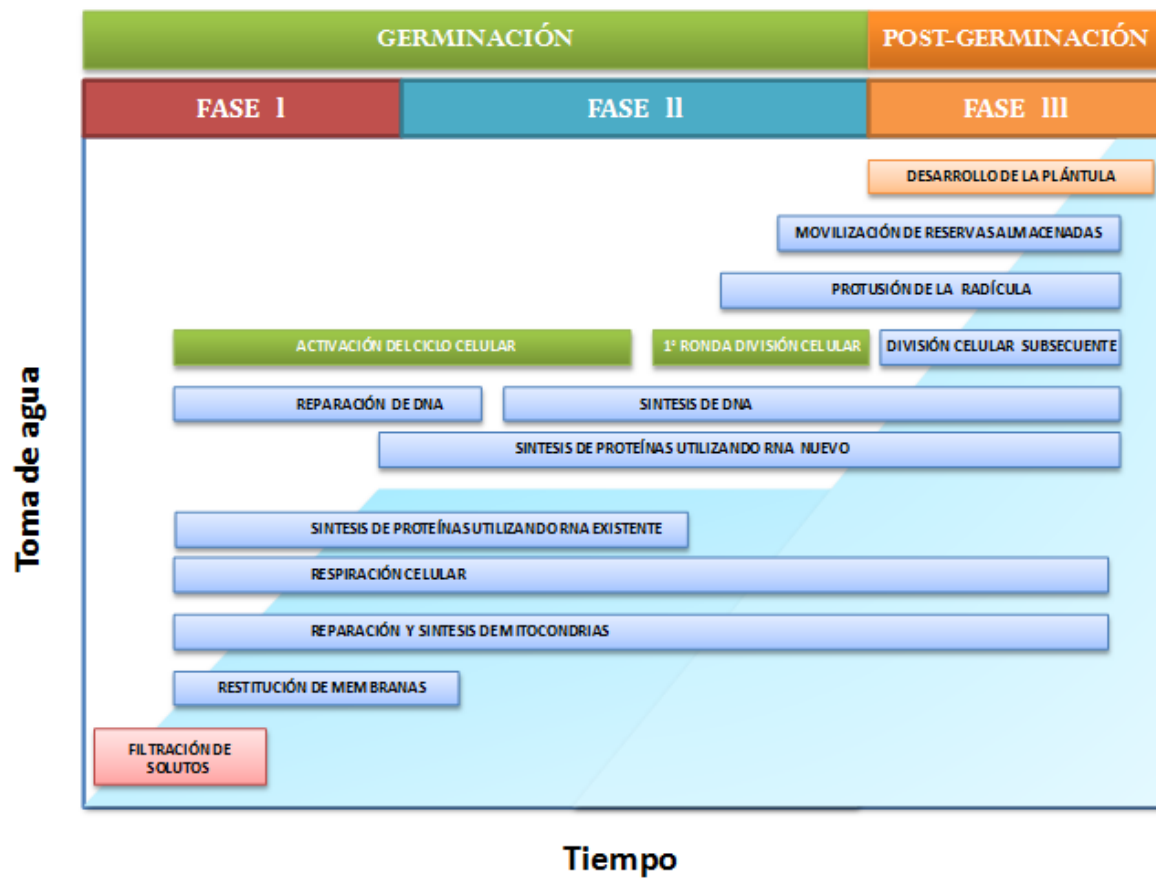 GERMINACIÓN
POST-GERMINACIÓN
FASE I
FASE II
FASE III
DESARROLLO DE LA PLÁNTULA
MOVILIZACIÓN DE RESERVAS ALMACENADAS
PROTUSIÓN DE LA RADÍCULA
ACTIVACIÓN DEL CICLO CELULAR
1º RONDA DIVISIÓN CELULAR
DIVISIÓN CELULAR SUBSECUENTE
REPARACIÓN DE DNA
SINTESIS DE DNA
SINTESIS DE PROTEÍNAS UTILIZANDO RNA NUEVO
SINTESIS DE PROTEÍNAS UTILIZANDO RNA EXISTENTE
RESPIRACIÓN CELULAR
REPARACIÓN Y SINTESIS DE MITOCONDRIAS
RESTITUCIÓN DE MEMBRANAS
FILTRACIÓN DE
SOLUTOS
Toma de agua
Tiempo